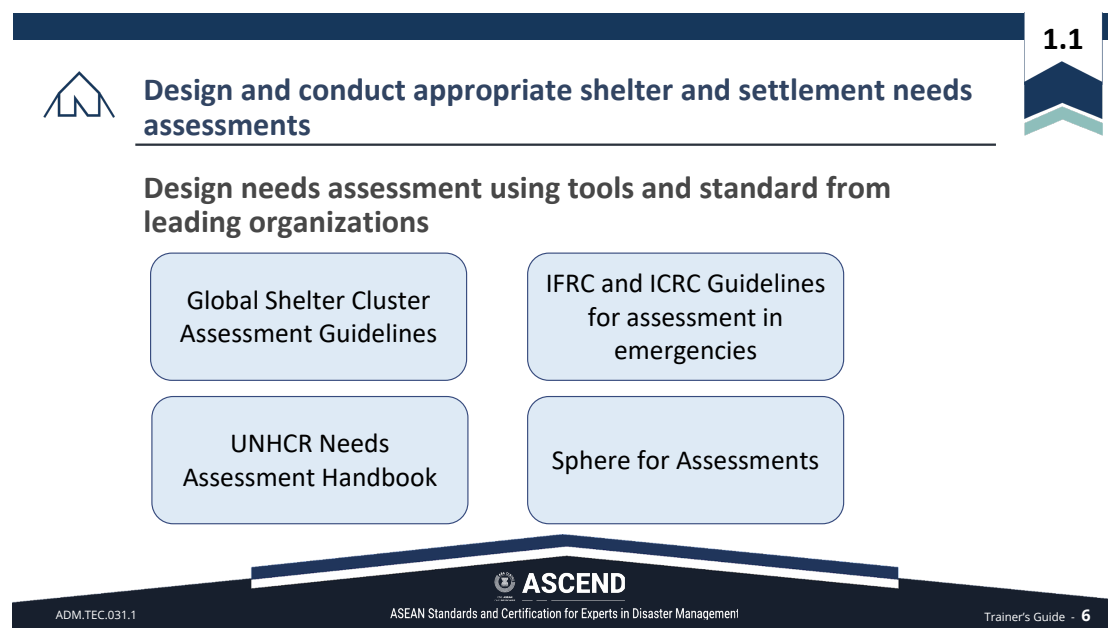 1.1
Design and conduct appropriate shelter and settlement needs
assessments
Design needs assessment using tools and standard from
leading organizations
Global Shelter Cluster
Assessment Guidelines
IFRC and ICRC Guidelines
for assessment in
emergencies
UNHCR Needs
Assessment Handbook
Sphere for Assessments
ASCEND
ADM.TEC.031.1
ASEAN Standards and Certification for Experts in Disaster Management
Trainer's Guide - 6